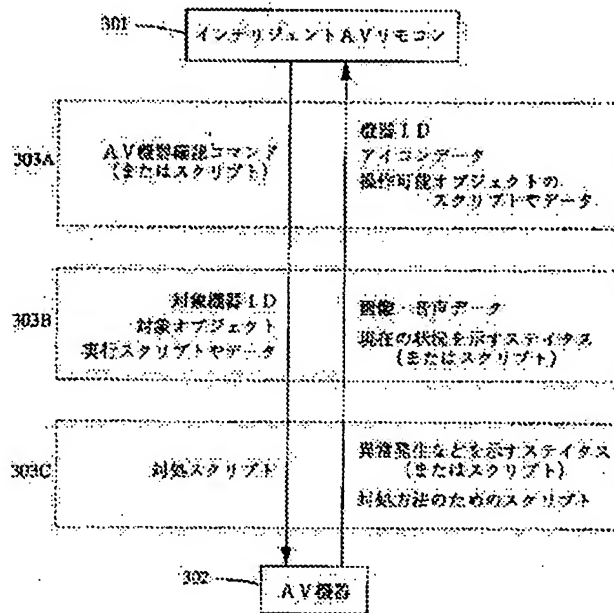 301
インテリジェントAVリモコン
303A
AV機器確認コマンド
(またはスクリプト)
機器ID
アイコンデータ
操作可能オブジェクトの
スクリプトやデータ
303B
対象機器ID
対象オブジェクト
実行スクリプトやデータ
画像・音声データ
現在の状況を示すステイタス
(またはスクリプト)
303C
対処スクリプト
異常発生などを示すステイタス
(またはスクリプト)
対処方法のためのスクリプト
302
AV機器